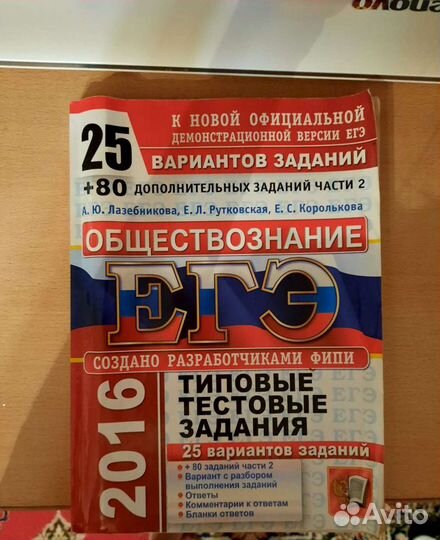 25
К НОВОЙ ОФИЦИАЛЬНОЙ
ДЕМОНСТРАЦИОННОЙ ВЕРСИИ ЕГЭ
ВАРИАНТОВ ЗАДАНИЙ
+80 ДОПОЛНИТЕЛЬНЫХ ЗАДАНИЙ ЧАСТИ 2
А. Ю. Лазебникова, Е. Л. Рутковская, Е. С. Королькова
ОБЩЕСТВОЗНАНИЕ
ЕГЭ
СОЗДАНО РАЗРАБОТЧИКАМИ ФИПИ
2016
ТИПОВЫЕ
ТЕСТОВЫЕ
ЗАДАНИЯ
25 вариантов заданий
• + 80 заданий части 2
• Вариант с разбором
выполнения заданий
• Ответы
• Комментарии к ответам
• Бланки ответов
Avito